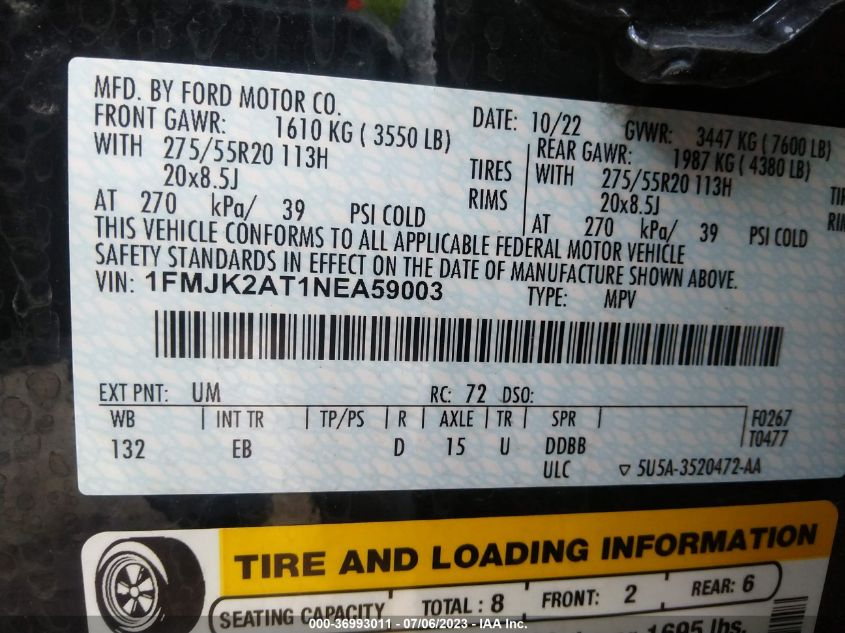 MFD. BY FORD MOTOR CO.
DATE: 10/22 GVWR: 3447 KG ( 7600 LB)
FRONT GAWR: 1610 KG ( 3550 LB)
REAR GAWR: 1987 KG ( 4380 LB)
WITH 275/55R20 113H TIRES
WITH 275/55R20 113H
20x8.5J RIMS
20x8.5J
AT 270 kPa/ 39 PSI COLD
AT 270 kPa/ 39 PSI COLD
THIS VEHICLE CONFORMS TO ALL APPLICABLE FEDERAL MOTOR VEHICLE
SAFETY STANDARDS IN EFFECT ON THE DATE OF MANUFACTURE SHOWN ABOVE.
VIN: 1FMJK2AT1NEA59003
TYPE: MPV
EXT PNT: UM RC: 72 DSO:
WB | INT TR | TP/PS | R | AXLE | TR | SPR | F0267
132 EB D 15 U DDBB T0477
ULC ▽ 5U5A-3520472-AA
TIRE AND LOADING INFORMATION
SEATING CAPACITY TOTAL : 8 FRONT: 2 REAR: 6
1695 lbs.
000-36993011 - 07/06/2023 - IAA Inc.